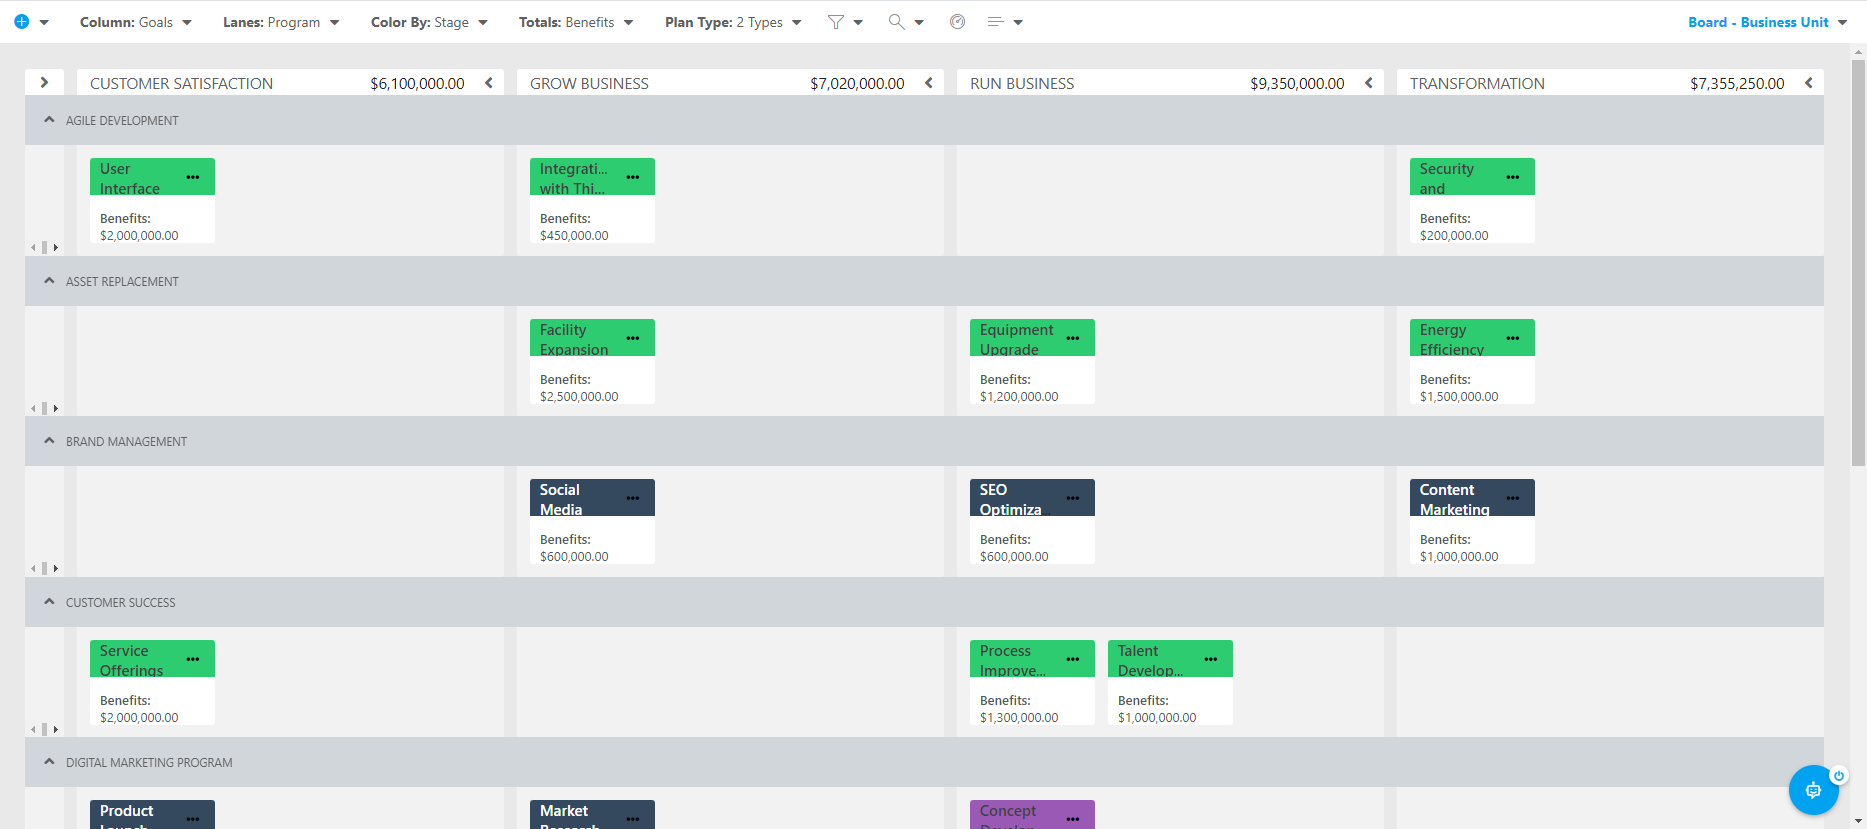 Column: Goals Lanes: Program Color By: Stage Totals: Benefits Plan Type: 2 Types Board - Business Unit
CUSTOMER SATISFACTION $6,100,000.00 GROW BUSINESS $7,020,000.00 RUN BUSINESS $9,350,000.00 TRANSFORMATION $7,355,250.00
AGILE DEVELOPMENT
User
Interface
Benefits:
$2,000,000.00
Integrati...
with Thi...
Benefits:
$450,000.00
Security
and
Benefits:
$200,000.00
ASSET REPLACEMENT
Facility
Expansion
Benefits:
$2,500,000.00
Equipment
Upgrade
Benefits:
$1,200,000.00
Energy
Efficiency
Benefits:
$1,500,000.00
BRAND MANAGEMENT
Social
Media
Benefits:
$600,000.00
SEO
Optimiza
Benefits:
$600,000.00
Content
Marketing
Benefits:
$1,000,000.00
CUSTOMER SUCCESS
Service
Offerings
Benefits:
$2,000,000.00
Process
Improve...
Benefits:
$1,300,000.00
Talent
Develop...
Benefits:
$1,000,000.00
DIGITAL MARKETING PROGRAM
Product
Launch
Market
Research
Concept
Develop